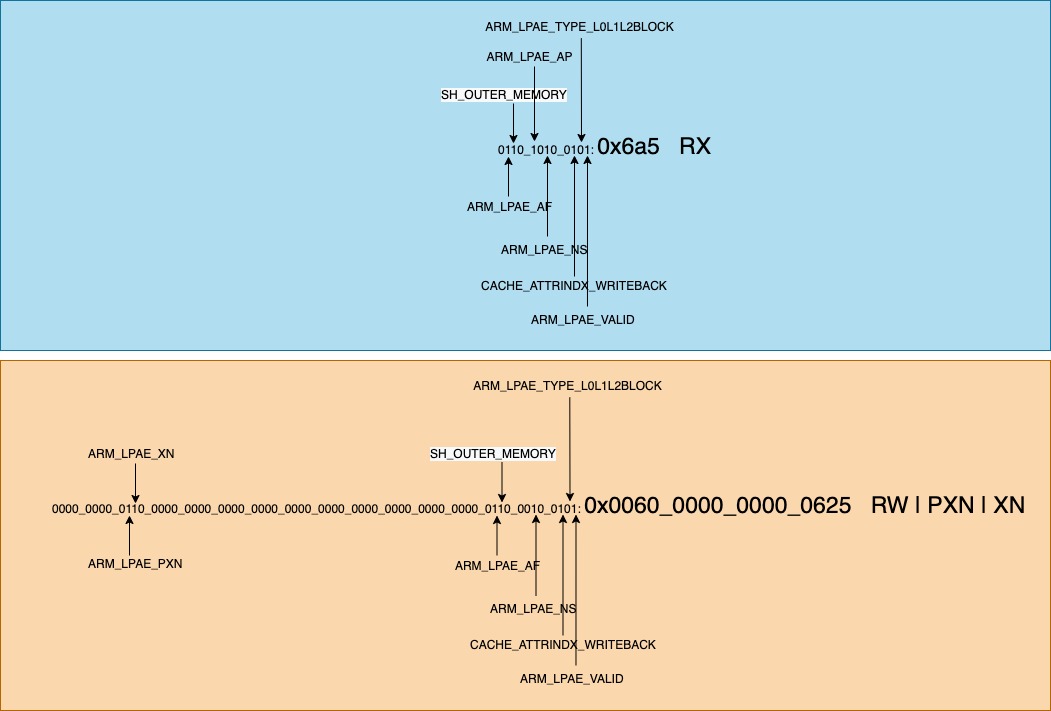 ARM_LPAE_TYPE_L0L1L2BLOCK
ARM_LPAE_AP
SH_OUTER_MEMORY
0110_1010_0101: 0x6a5 RX
ARM_LPAE_AF
ARM_LPAE_NS
CACHE_ATTRINDX_WRITEBACK
ARM_LPAE_VALID
ARM_LPAE_TYPE_L0L1L2BLOCK
ARM_LPAE_XN
SH_OUTER_MEMORY
0000_0000_0110_0000_0000_0000_0000_0000_0000_0000_0000_0000_0000_0110_0010_0101: 0x0060_0000_0000_0625 RW | PXN | XN
ARM_LPAE_PXN
ARM_LPAE_AF
ARM_LPAE_NS
CACHE_ATTRINDX_WRITEBACK
ARM_LPAE_VALID